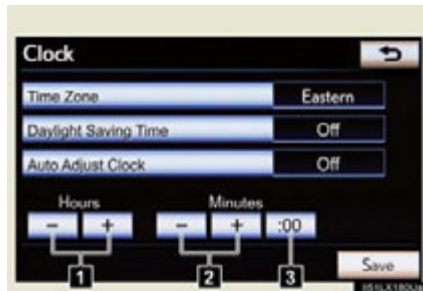 Clock
Time Zone Eastern
Daylight Saving Time Off
Auto Adjust Clock Off
Hours Minutes
- + - + :00
1 2 3
Save